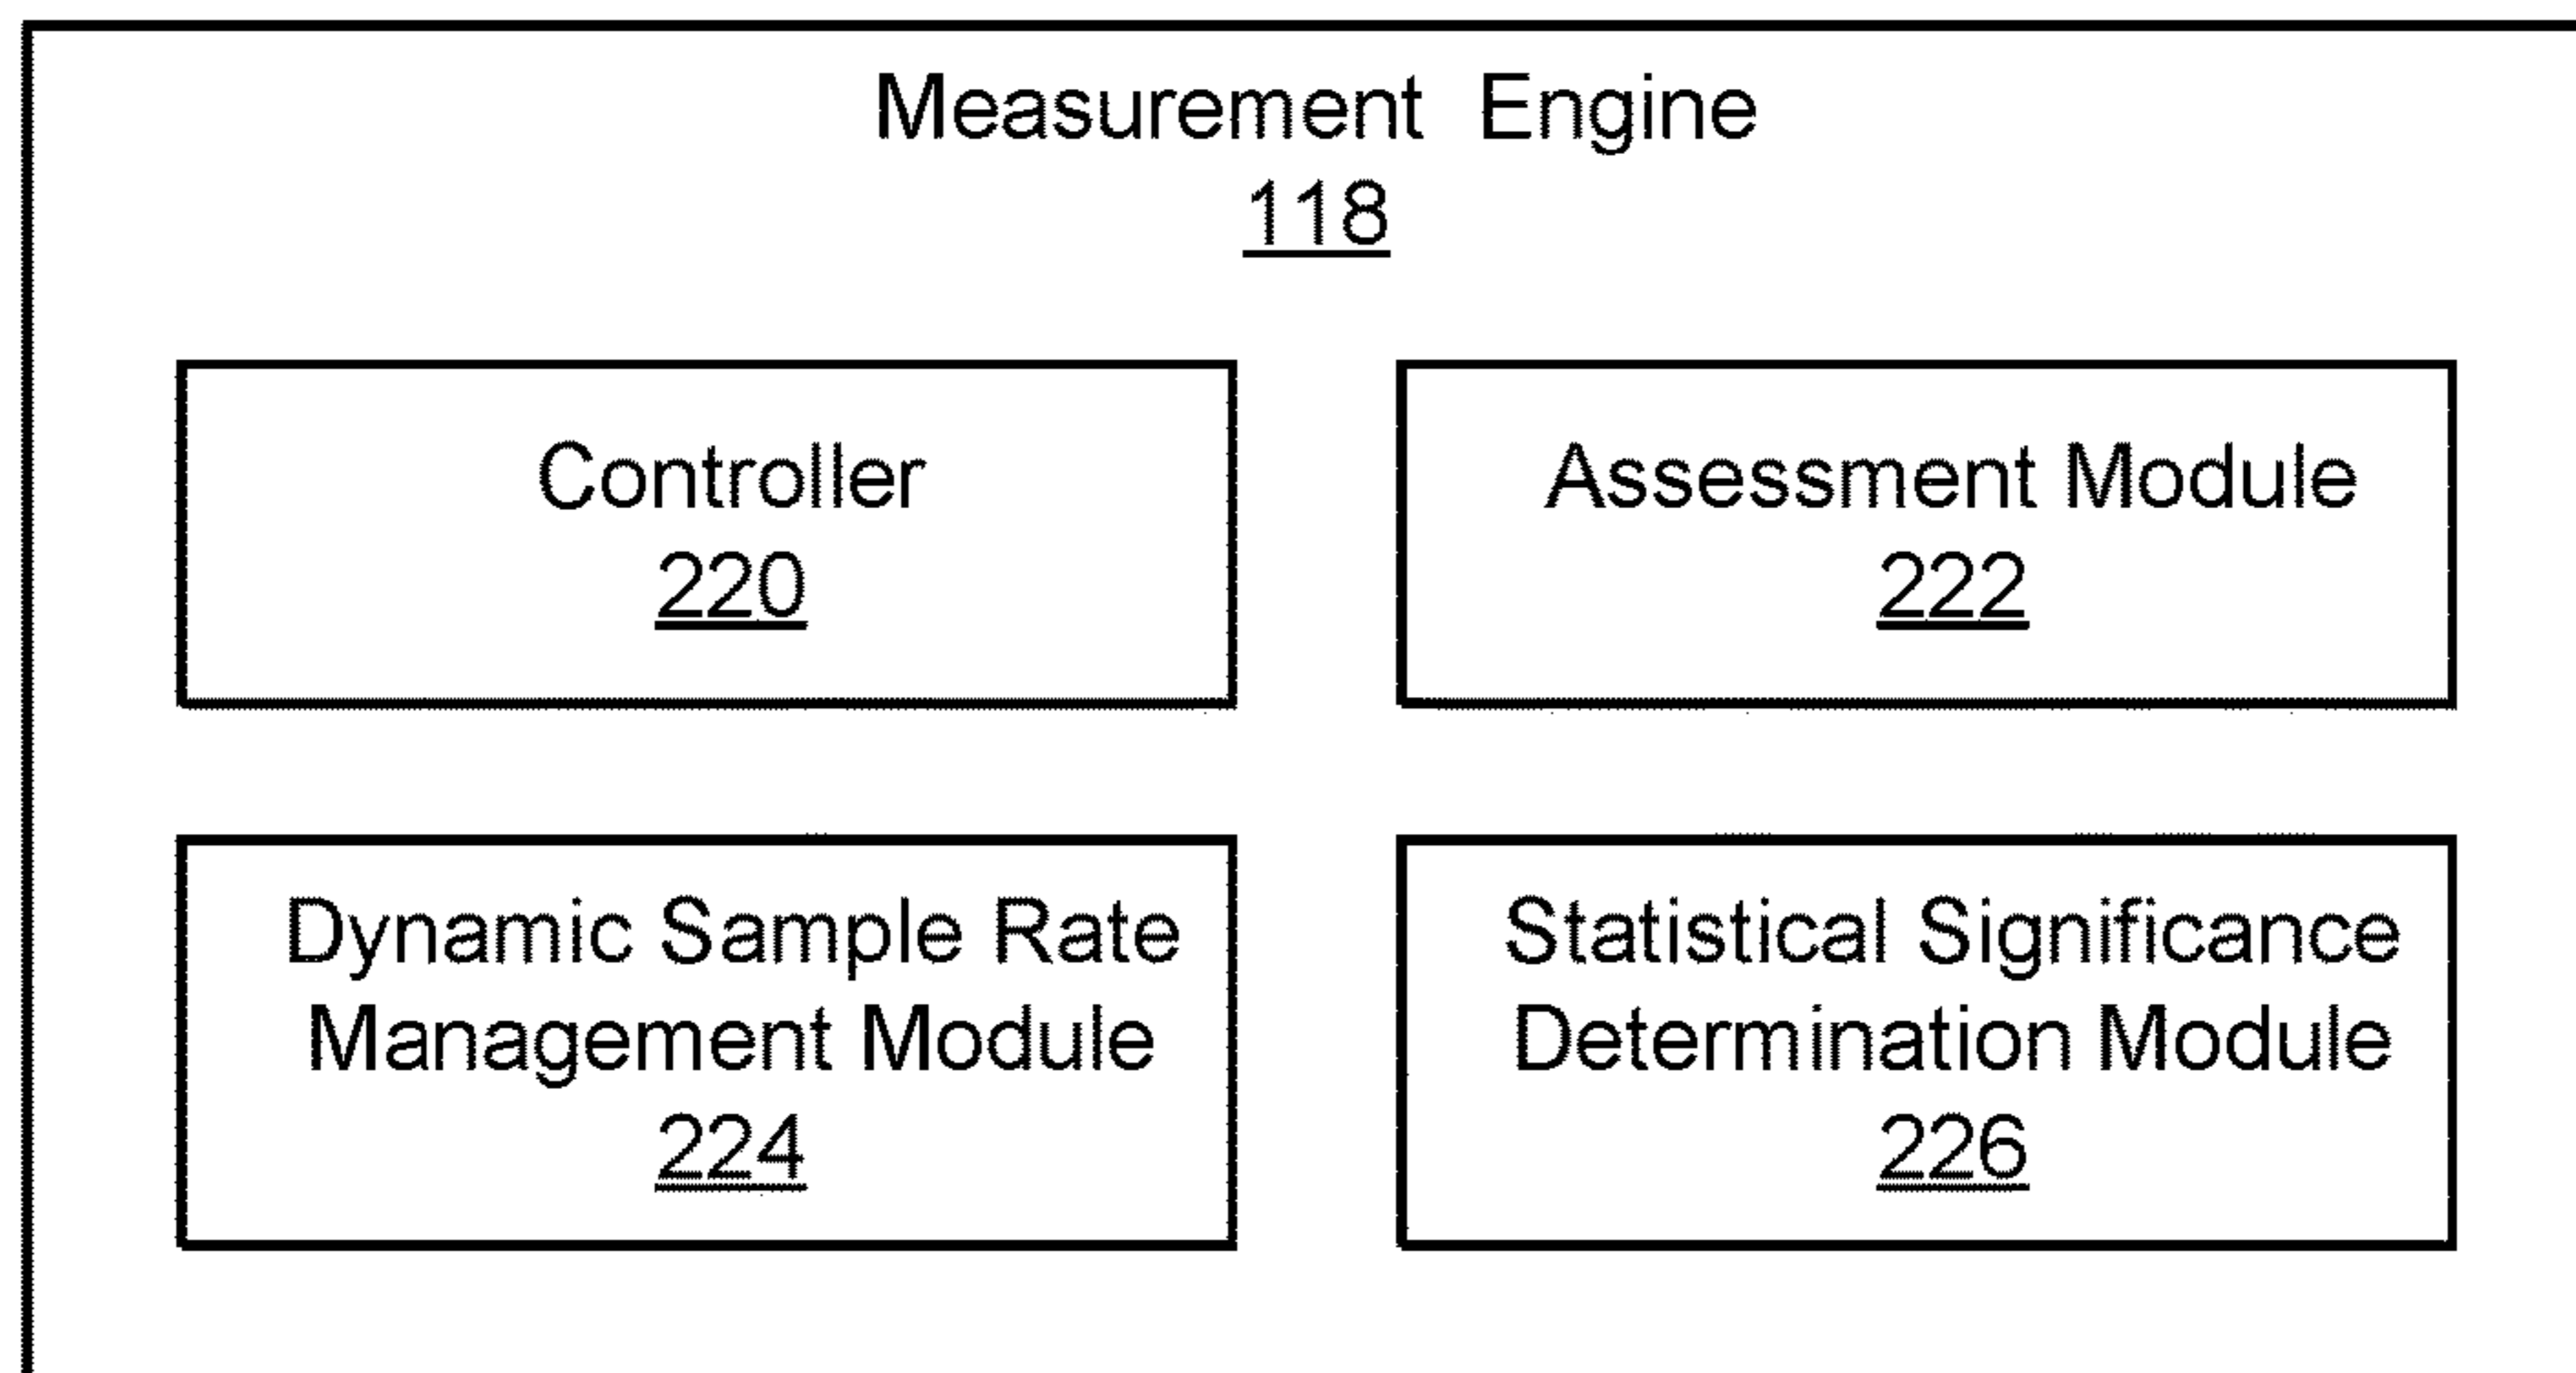 Measurement Engine
118
Controller
220
Assessment Module
222
Dynamic Sample Rate
Management Module
224
Statistical Significance
Determination Module
226